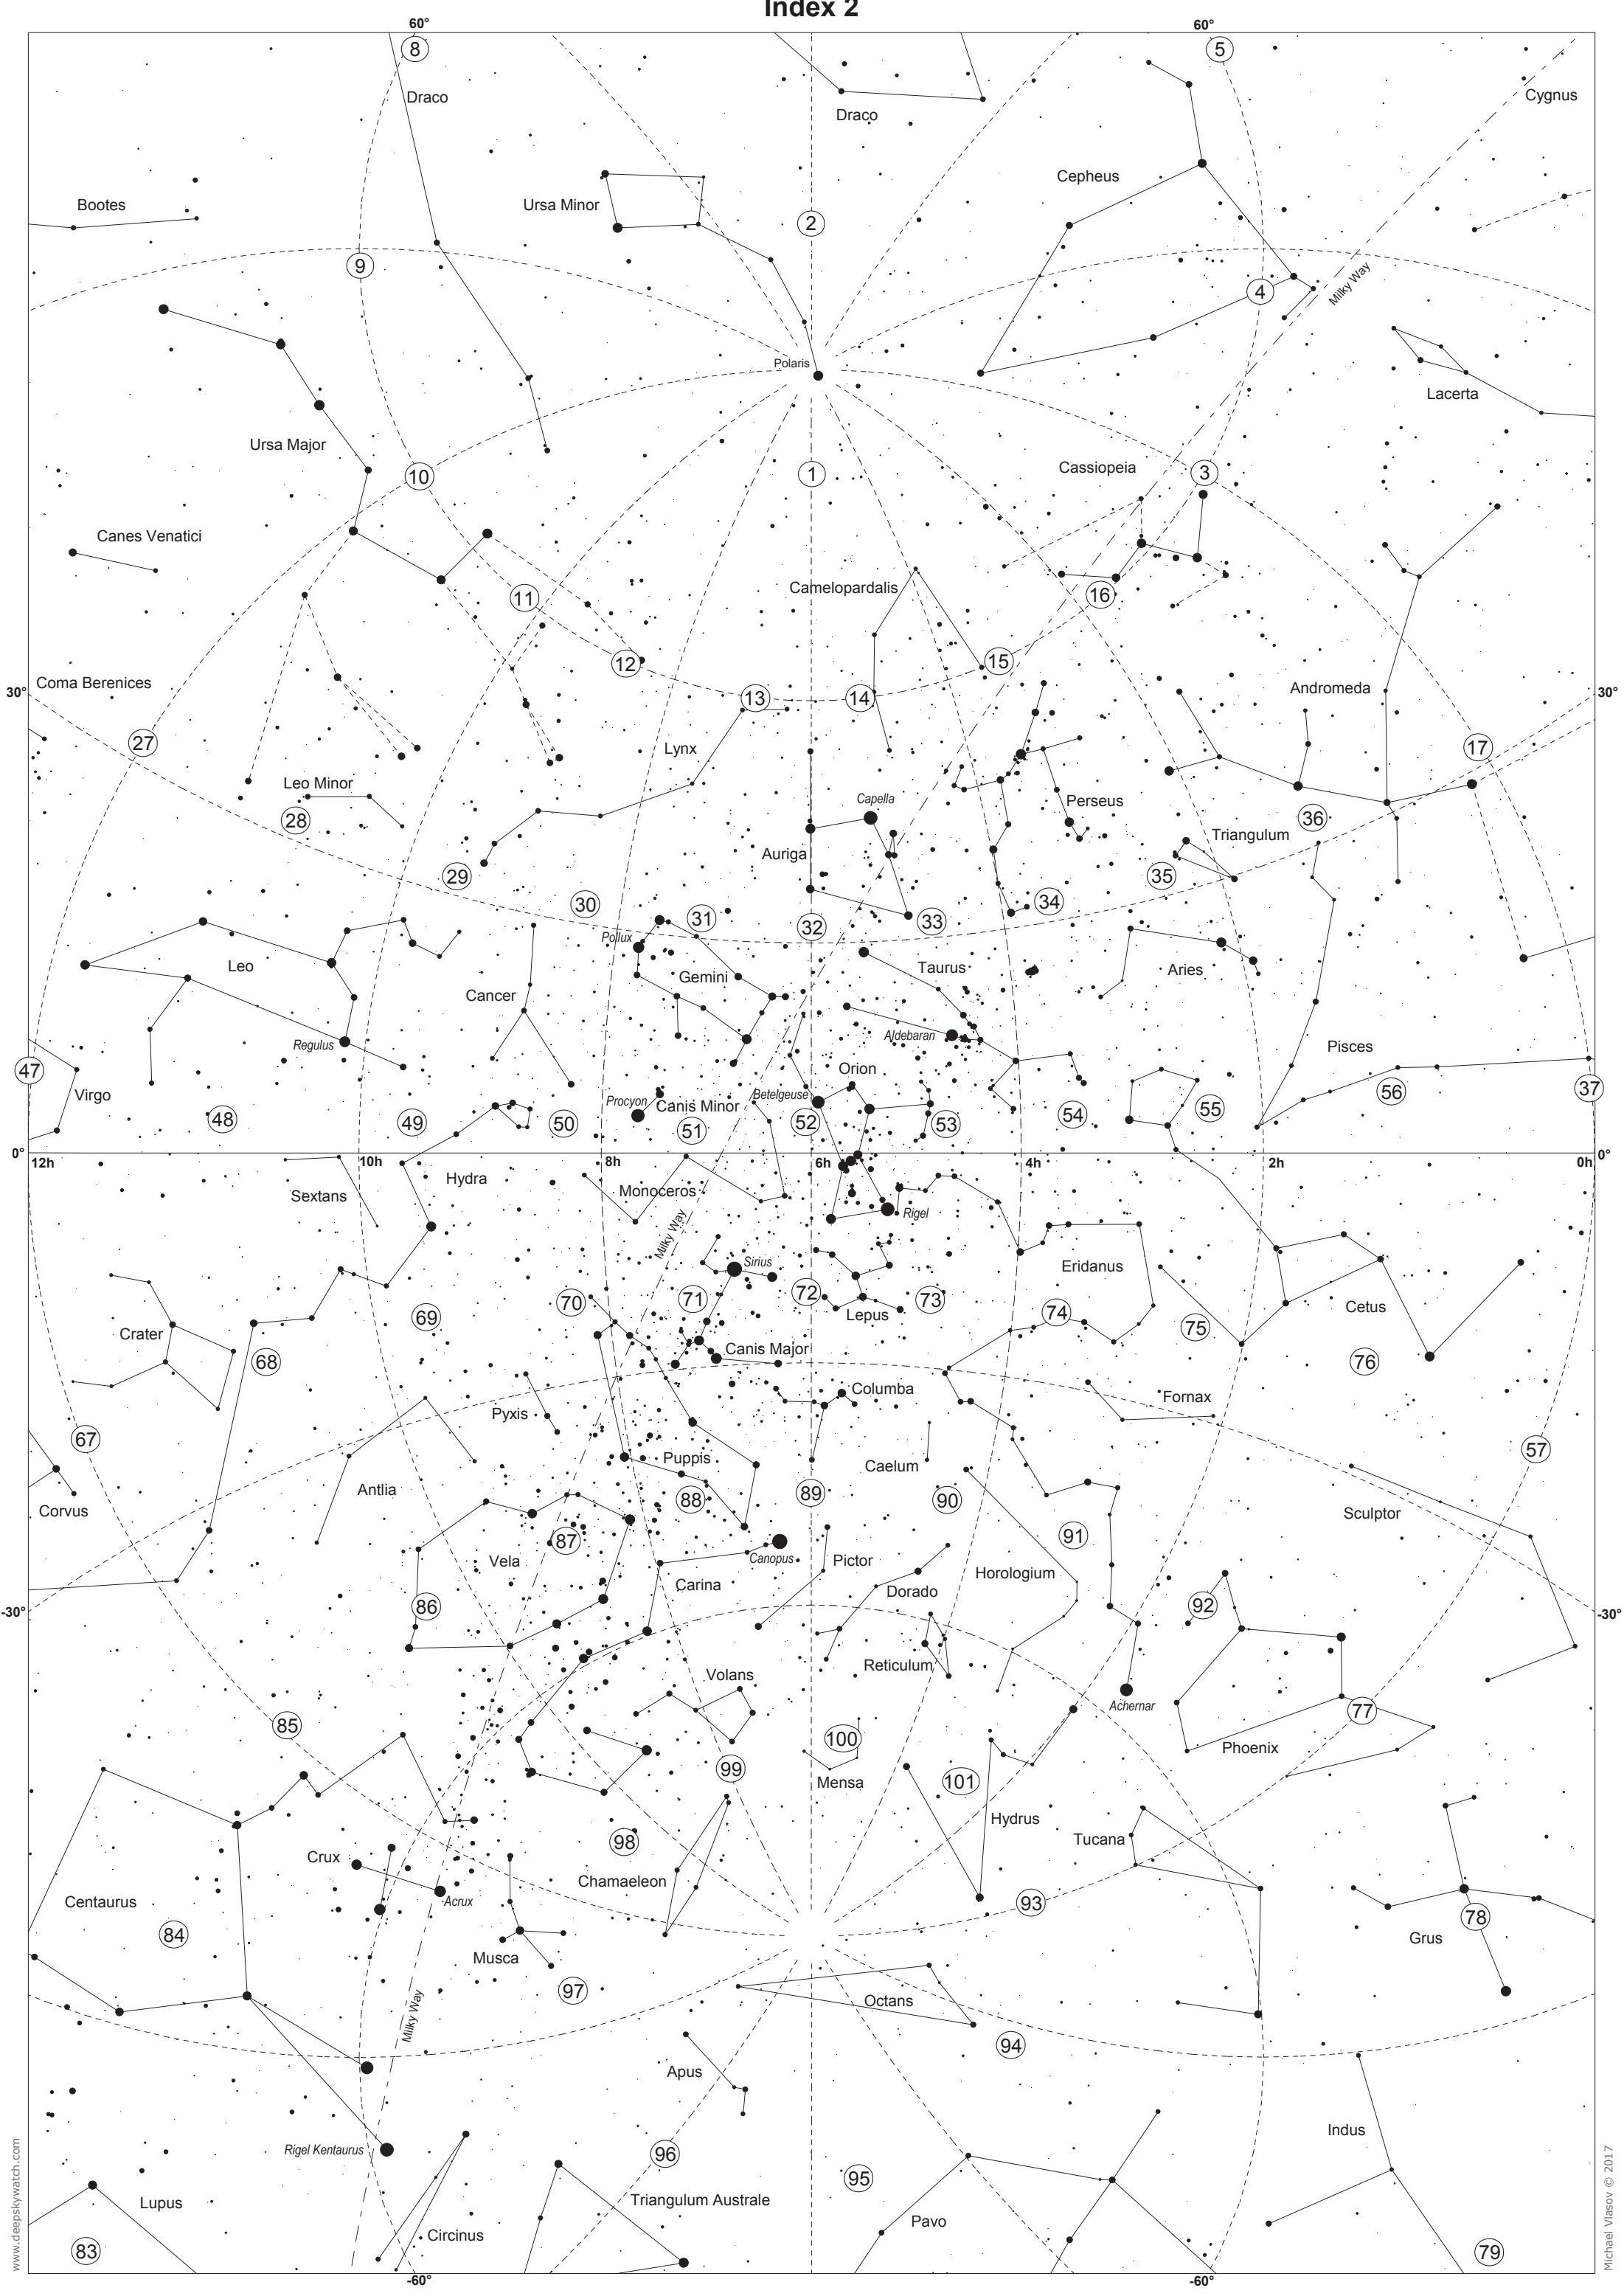 Index 2
60°
60°
8
5
Draco
Draco
Cygnus
Cepheus
Bootes
Ursa Minor
2
9
4
Milky Way
Polaris
Lacerta
Ursa Major
10
1
Cassiopeia
3
Canes Venatici
Camelopardalis
11
16
12
15
Coma Berenices
30°
13
14
Andromeda
30°
27
Lynx
17
Leo Minor
28
Capella
Perseus
36
Triangulum
Auriga
29
35
30
31
32
33
34
Pollux
Leo
Gemini
Taurus
Aries
Cancer
Regulus
Aldebaran
Pisces
47
Orion
37
Virgo
Betelgeuse
56
Procyon
Canis Minor
48
49
50
51
52
53
54
55
0°
12h
10h
8h
6h
4h
2h
0h
0°
Hydra
Sextans
Monoceros
Rigel
Milky Way
Sirius
Eridanus
70
71
72
73
Lepus
74
Cetus
69
75
Crater
68
Canis Major
76
Columba
Fornax
Pyxis
67
57
Puppis
Caelum
Antlia
88
89
90
Corvus
Sculptor
87
91
Vela
Canopus
Pictor
Horologium
Carina
Dorado
86
92
-30°
-30°
Reticulum
Volans
Achernar
85
77
100
Phoenix
99
Mensa
101
Hydrus
98
Tucana
Crux
Chamaeleon
Acrux
Centaurus
93
84
78
Grus
Musca
97
Octans
Milky Way
94
Apus
Rigel Kentaurus
Indus
96
95
Lupus
Triangulum Australe
Pavo
Circinus
83
79
-60°
-60°
www.deepskywatch.com
Michael Vlasov © 2017